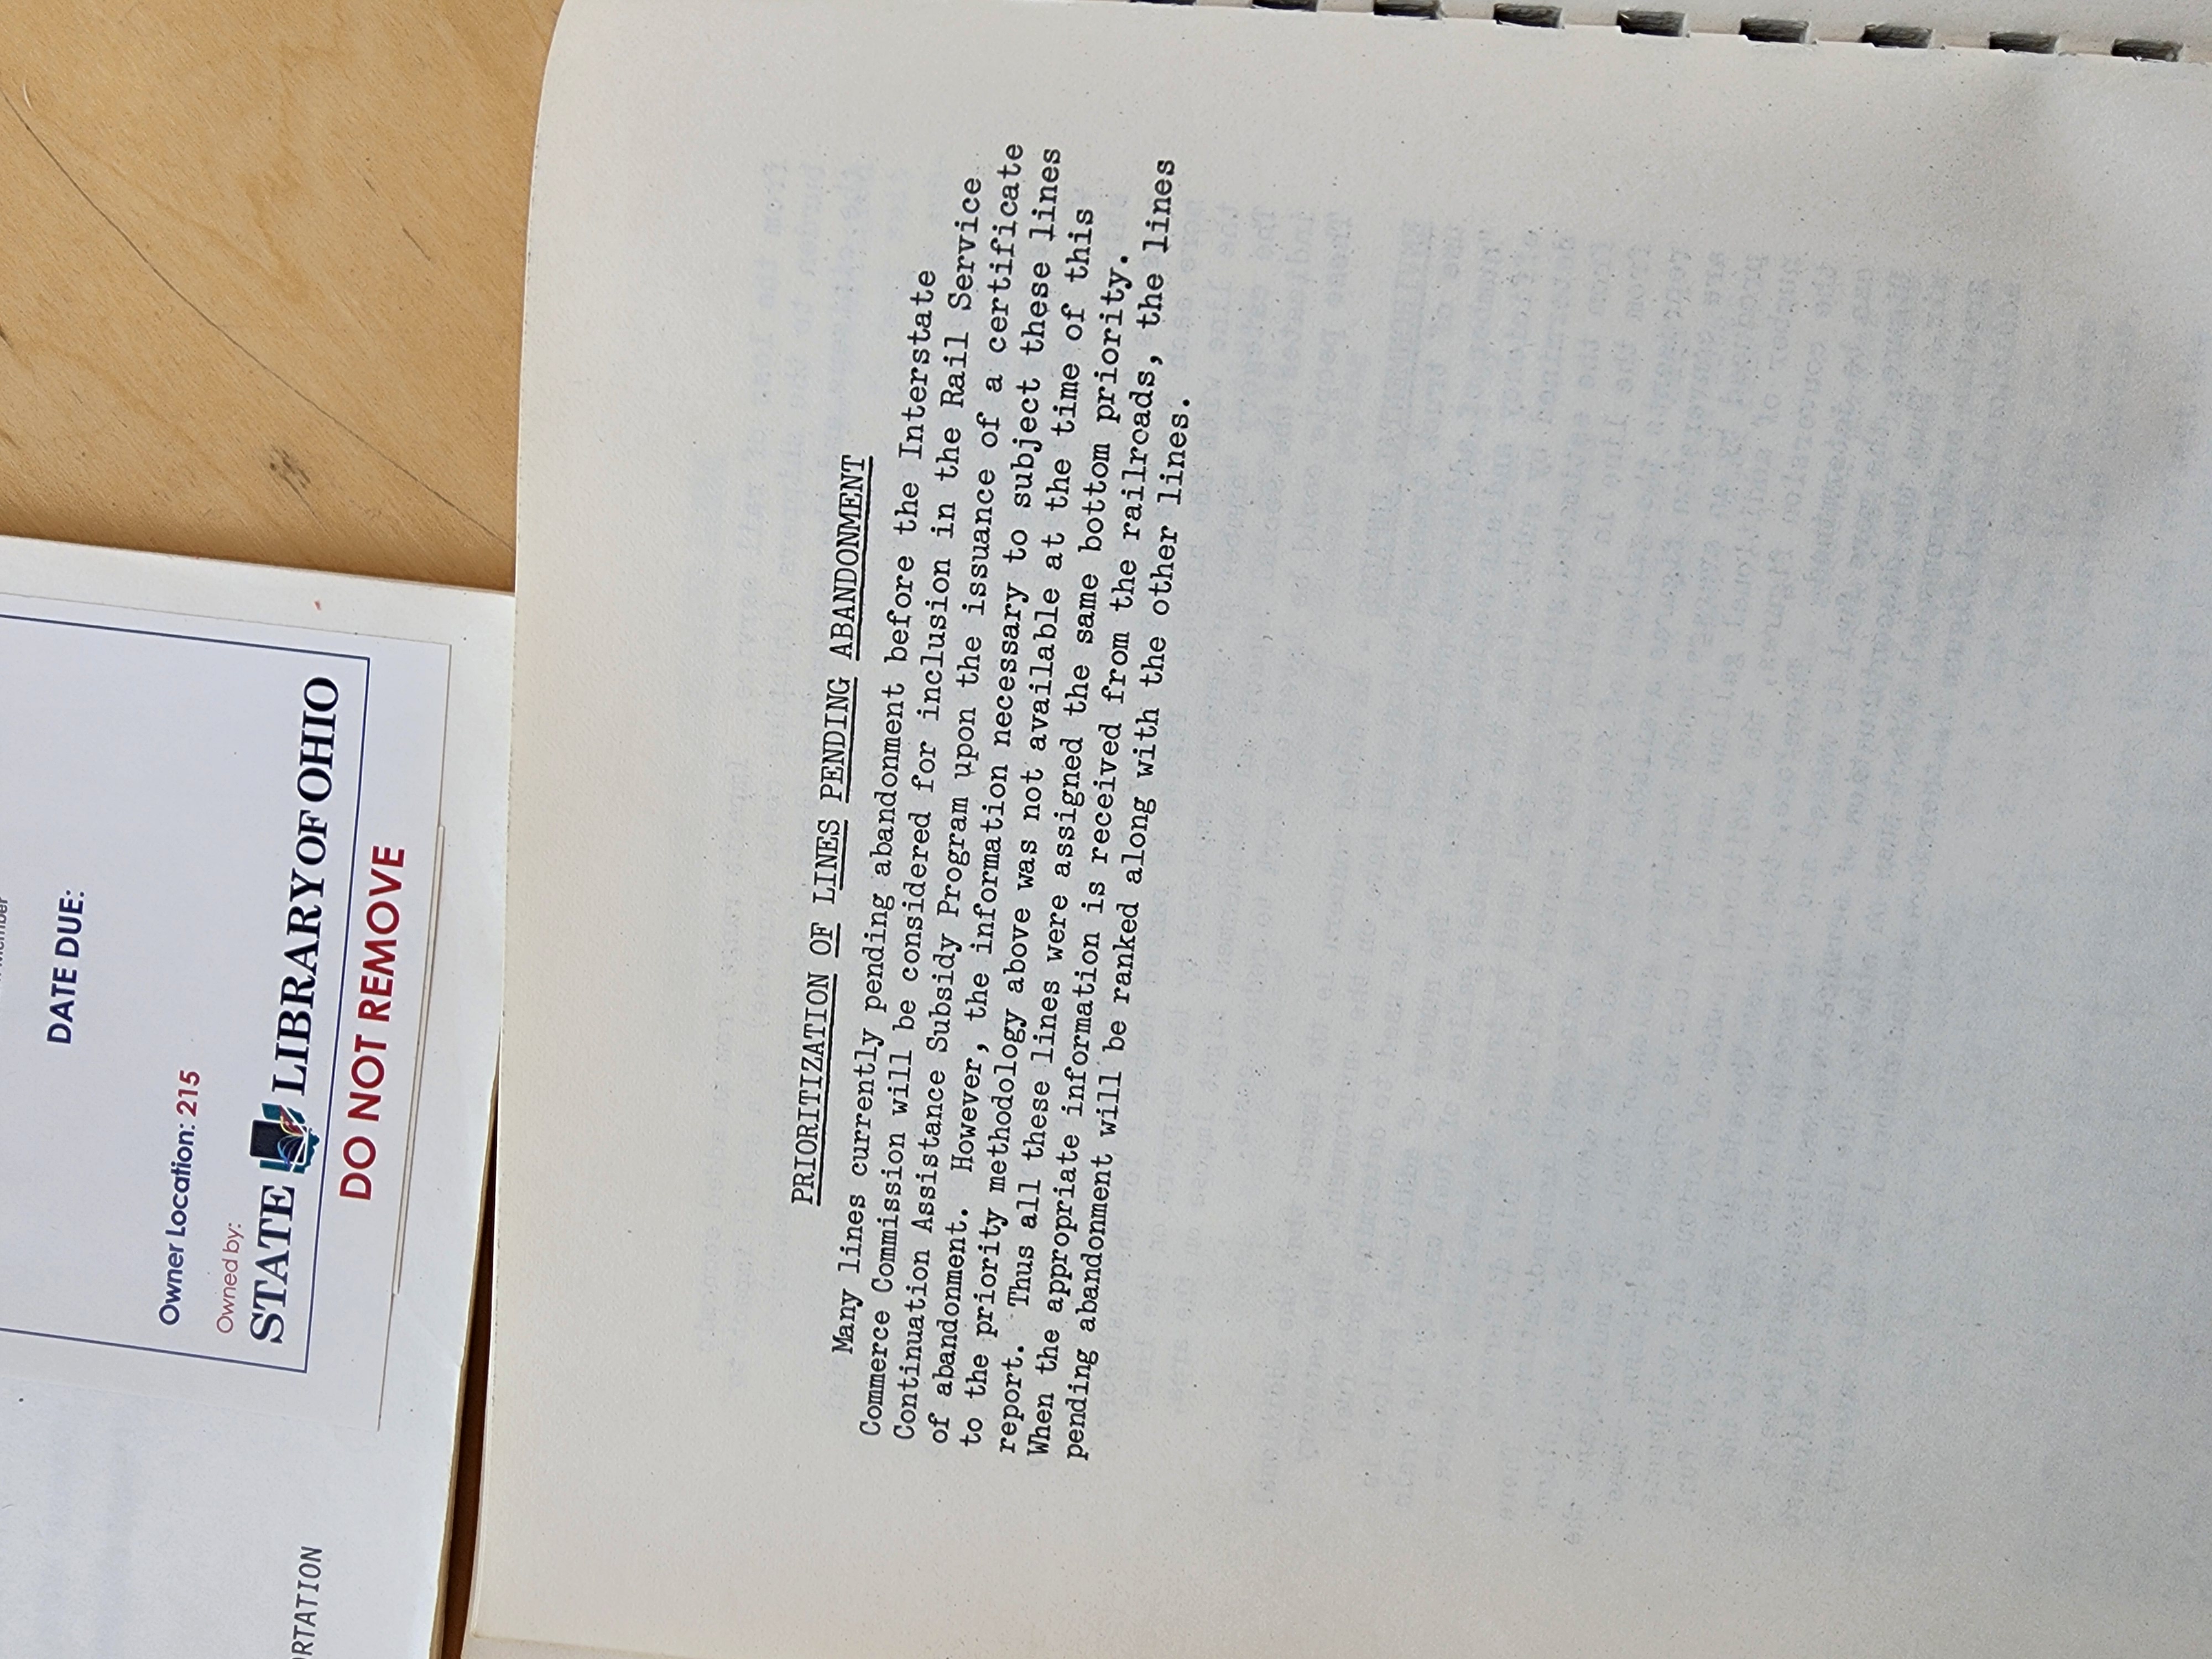 DATE DUE:
Owner Location: 215
Owned by:
STATE LIBRARY OF OHIO
DO NOT REMOVE
RTATION
PRIORITIZATION OF LINES PENDING ABANDONMENT
Many lines currently pending abandonment before the Interstate
Commerce Commission will be considered for inclusion in the Rail Service
Continuation Assistance Subsidy Program upon the issuance of a certificate
of abandonment. However, the information necessary to subject these lines
to the priority methodology above was not available at the time of this
report. Thus all these lines were assigned the same bottom priority.
When the appropriate information is received from the railroads, the lines
pending abandonment will be ranked along with the other lines.